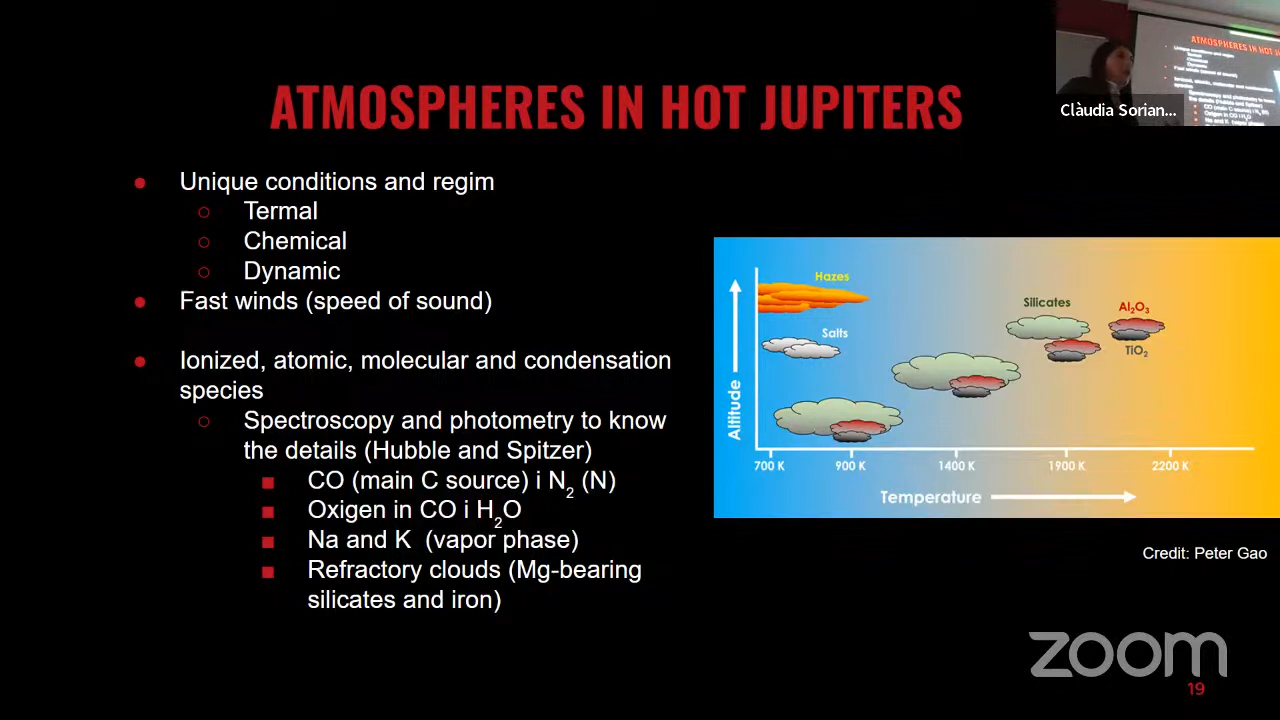 ATMOSPHERES IN HOT JUPITERS
Clàudia Sorian...
Unique conditions and regim
Termal
Chemical
Dynamic
Fast winds (speed of sound)
Ionized, atomic, molecular and condensation
species
Spectroscopy and photometry to know
the details (Hubble and Spitzer)
CO (main C source) i N₂ (N)
Oxigen in CO i H₂O
Na and K (vapor phase)
Refractory clouds (Mg-bearing
silicates and iron)
Hazes
Salts
Silicates
Al₂O₃
TiO₂
Altitude
700 K 900 K 1400 K 1900 K 2200 K
Temperature
Credit: Peter Gao
zoom
19